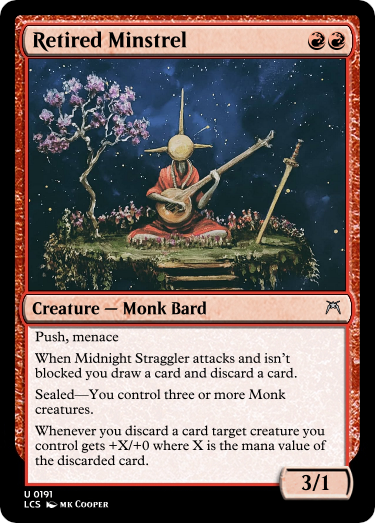 Retired Minstrel
Creature — Monk Bard
Push, menace
When Midnight Straggler attacks and isn't
blocked you draw a card and discard a card.
Sealed—You control three or more Monk
creatures.
Whenever you discard a card target creature you
control gets +X/+0 where X is the mana value of
the discarded card.
3/1
U 0191
LCS MK COOPER